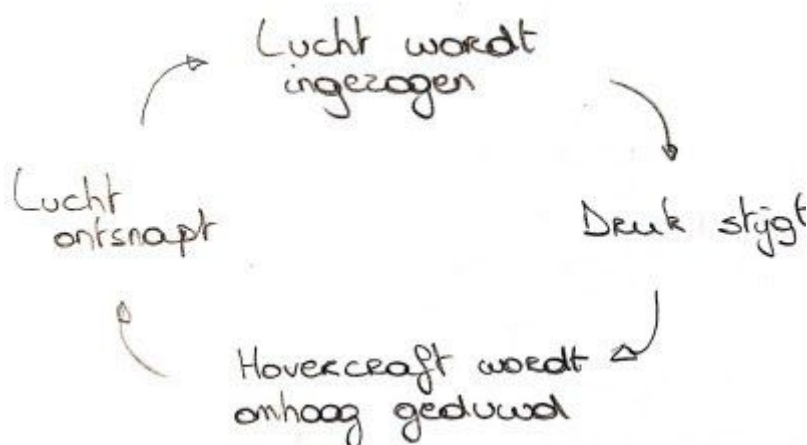 Lucht wordt
ingezogen
Druk stijgt
Hovercraft wordt
omhoog geduwd
Lucht
ontsnapt